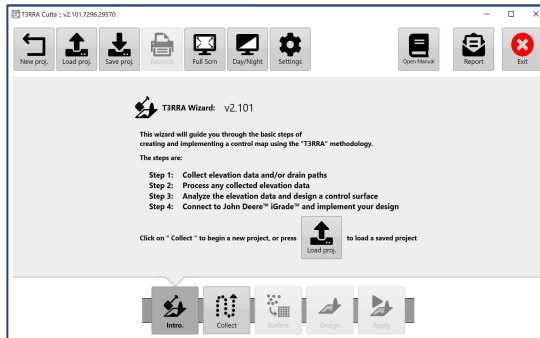 T3RRA Cutta : v2.101.7296.29570
New proj.
Load proj.
Save proj.
Records
Full Scrn
Day/Night
Settings
Open Manual
Report
Exit
T3RRA Wizard: v2.101
This wizard will guide you through the basic steps of
creating and implementing a control map using the "T3RRA" methodology.
The steps are:
Step 1: Collect elevation data and/or drain paths
Step 2: Process any collected elevation data
Step 3: Analyze the elevation data and design a control surface
Step 4: Connect to John Deere™ iGrade™ and implement your design
Click on " Collect " to begin a new project, or press
Load proj.
to load a saved project
Intro.
Collect
Surface
Design
Apply